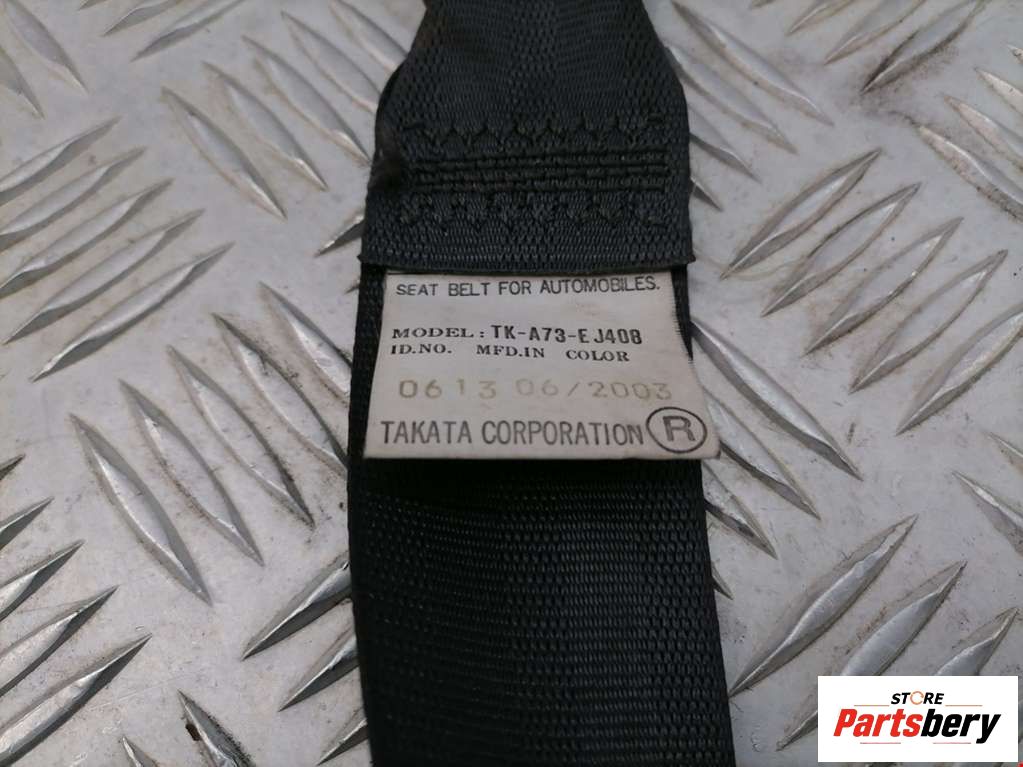 SEAT BELT FOR AUTOMOBILES.
MODEL: TK-A73-EJ408
ID.NO. MFD.IN COLOR
0613 06/2003
TAKATA CORPORATION R
STORE
Partsbery